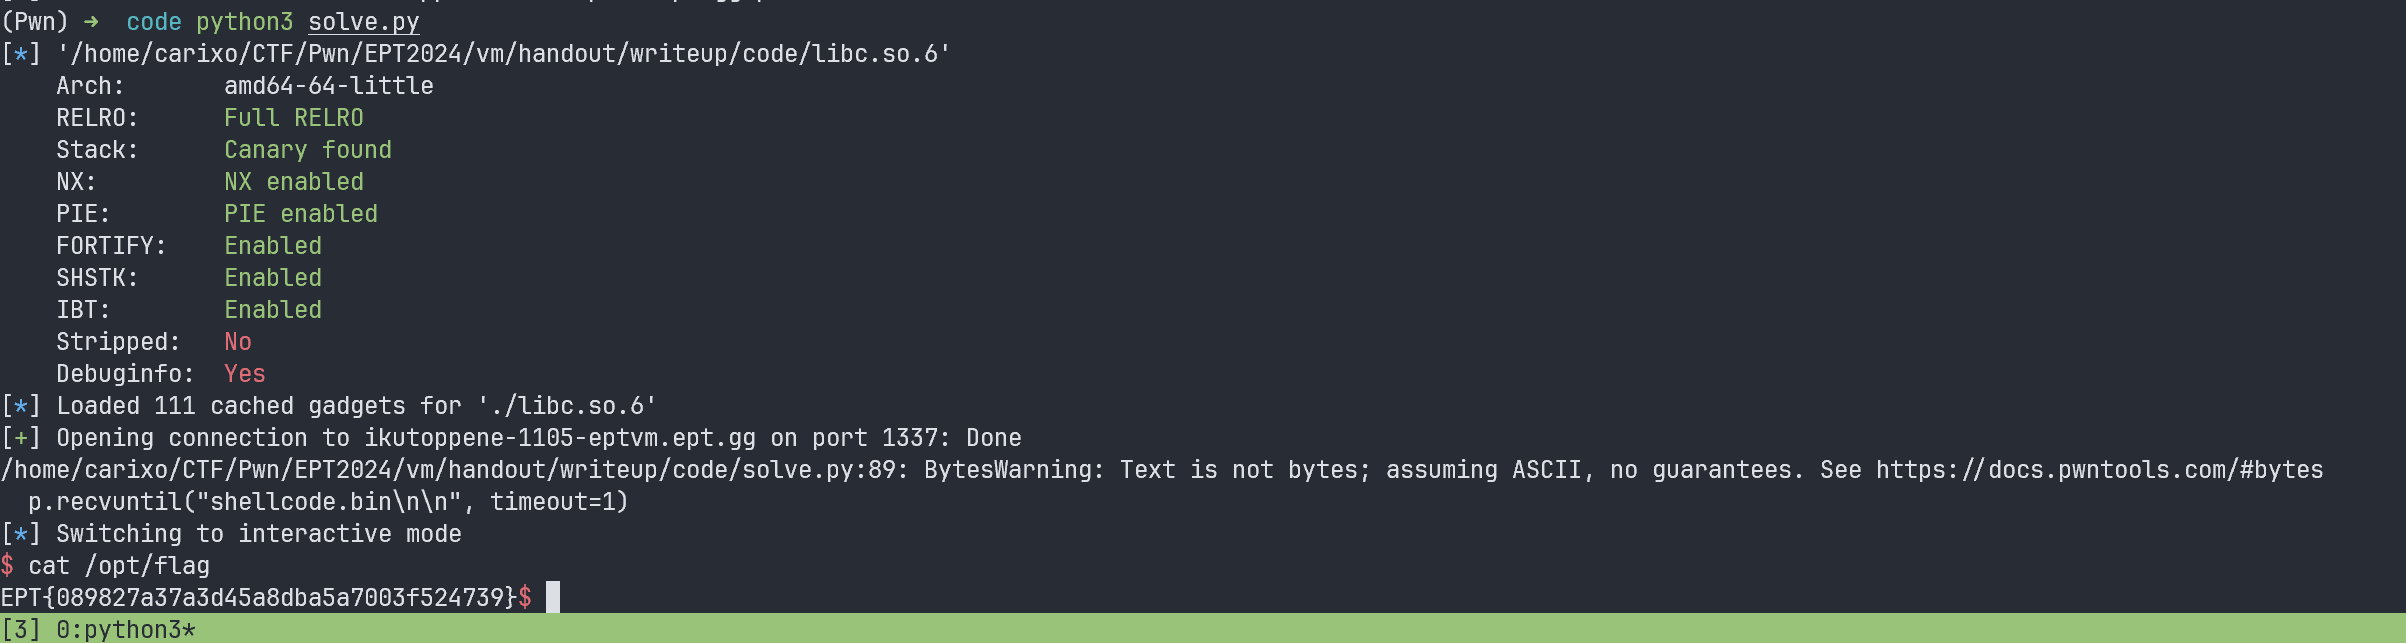 (Pwn) → code python3 solve.py
[*] '/home/carixo/CTF/Pwn/EPT2024/vm/handout/writeup/code/libc.so.6'
    Arch:       amd64-64-little
    RELRO:      Full RELRO
    Stack:      Canary found
    NX:         NX enabled
    PIE:        PIE enabled
    FORTIFY:    Enabled
    SHSTK:      Enabled
    IBT:        Enabled
    Stripped:   No
    Debuginfo:  Yes
[*] Loaded 111 cached gadgets for './libc.so.6'
[+] Opening connection to ikutoppene-1105-eptvm.ept.gg on port 1337: Done
/home/carixo/CTF/Pwn/EPT2024/vm/handout/writeup/code/solve.py:89: BytesWarning: Text is not bytes; assuming ASCII, no guarantees. See https://docs.pwntools.com/#bytes
  p.recvuntil("shellcode.bin\n\n", timeout=1)
[*] Switching to interactive mode
$ cat /opt/flag
EPT{089827a37a3d45a8dba5a7003f524739}$
[3] 0:python3*